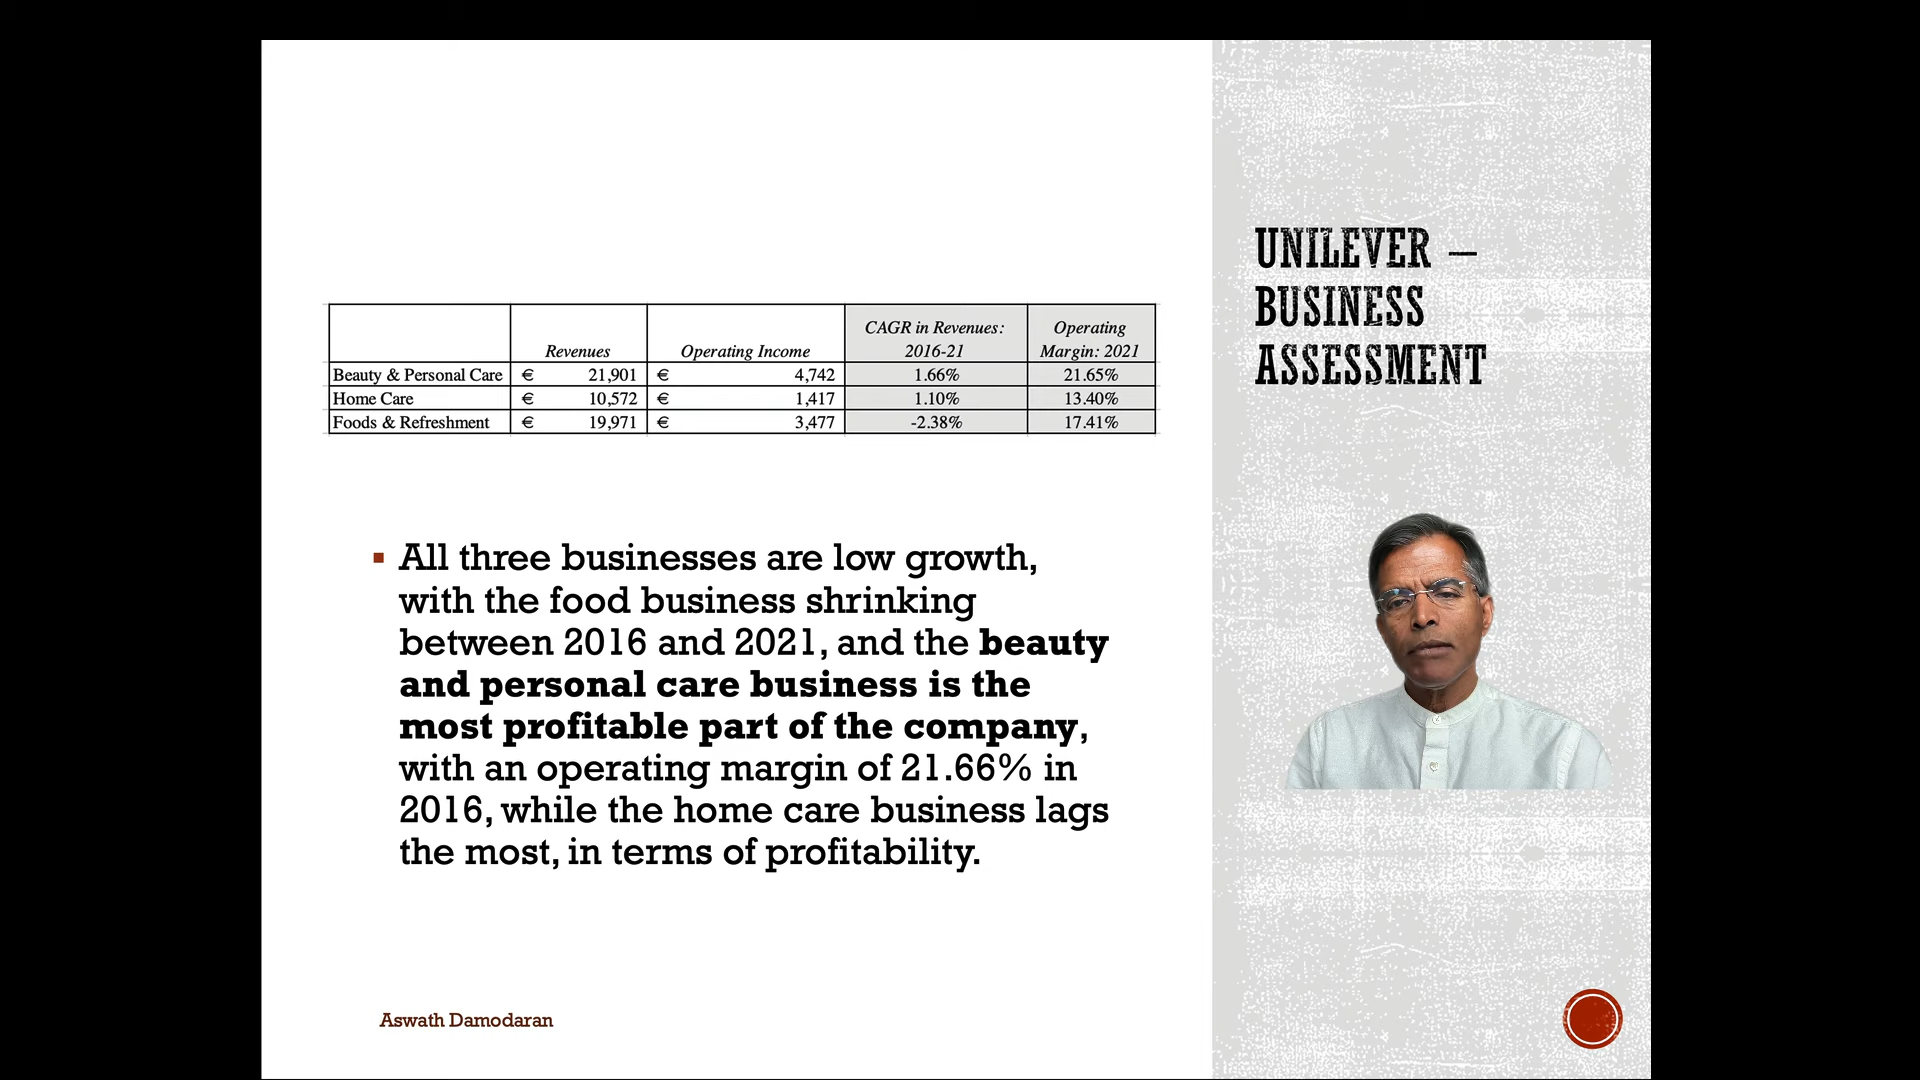 UNILEVER –
BUSINESS
ASSESSMENT
Revenues Operating Income CAGR in Revenues: 2016-21 Operating Margin: 2021
Beauty & Personal Care € 21,901 € 4,742 1.66% 21.65%
Home Care € 10,572 € 1,417 1.10% 13.40%
Foods & Refreshment € 19,971 € 3,477 -2.38% 17.41%
▪ All three businesses are low growth,
with the food business shrinking
between 2016 and 2021, and the beauty
and personal care business is the
most profitable part of the company,
with an operating margin of 21.66% in
2016, while the home care business lags
the most, in terms of profitability.
Aswath Damodaran